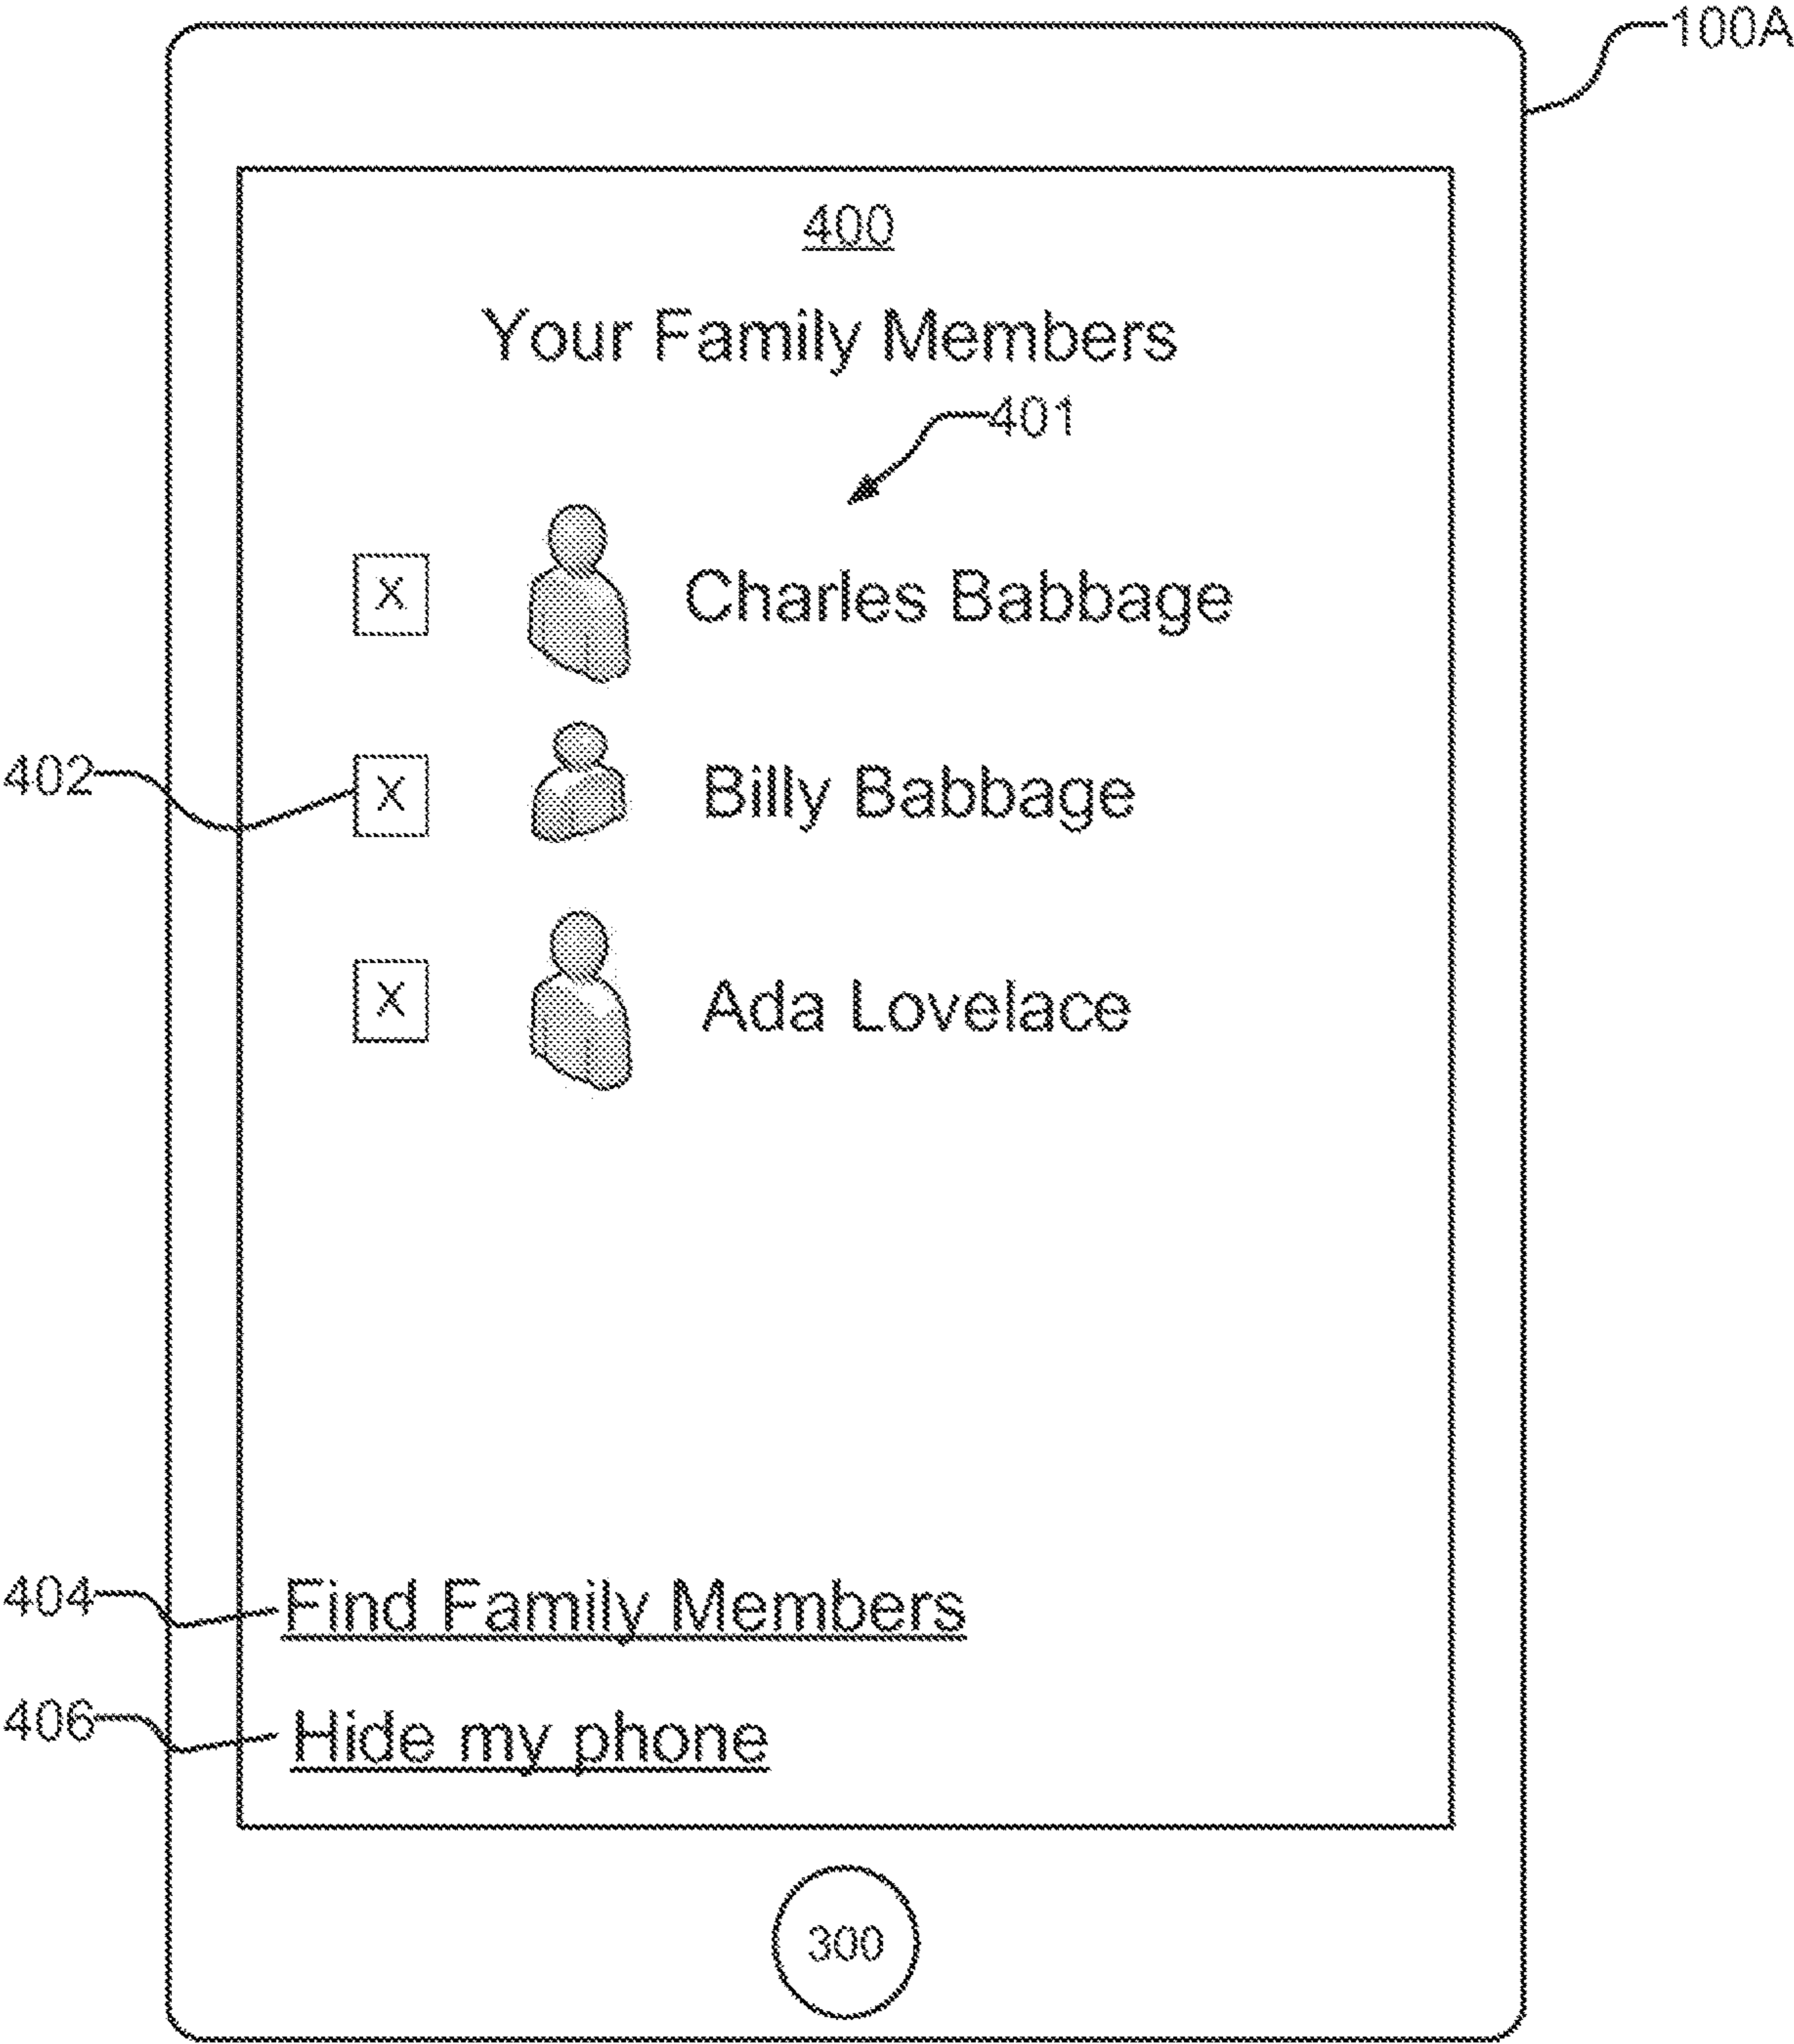 100A
400
Your Family Members
401
X Charles Babbage
402 X Billy Babbage
X Ada Lovelace
404 Find Family Members
406 Hide my phone
300